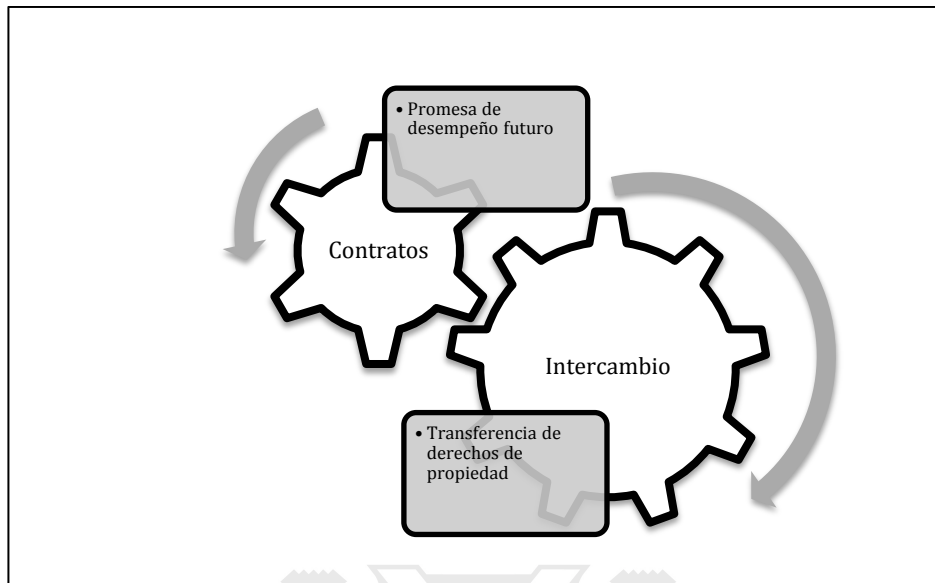 • Promesa de
desempeño futuro
Contratos
Intercambio
• Transferencia de
derechos de
propiedad